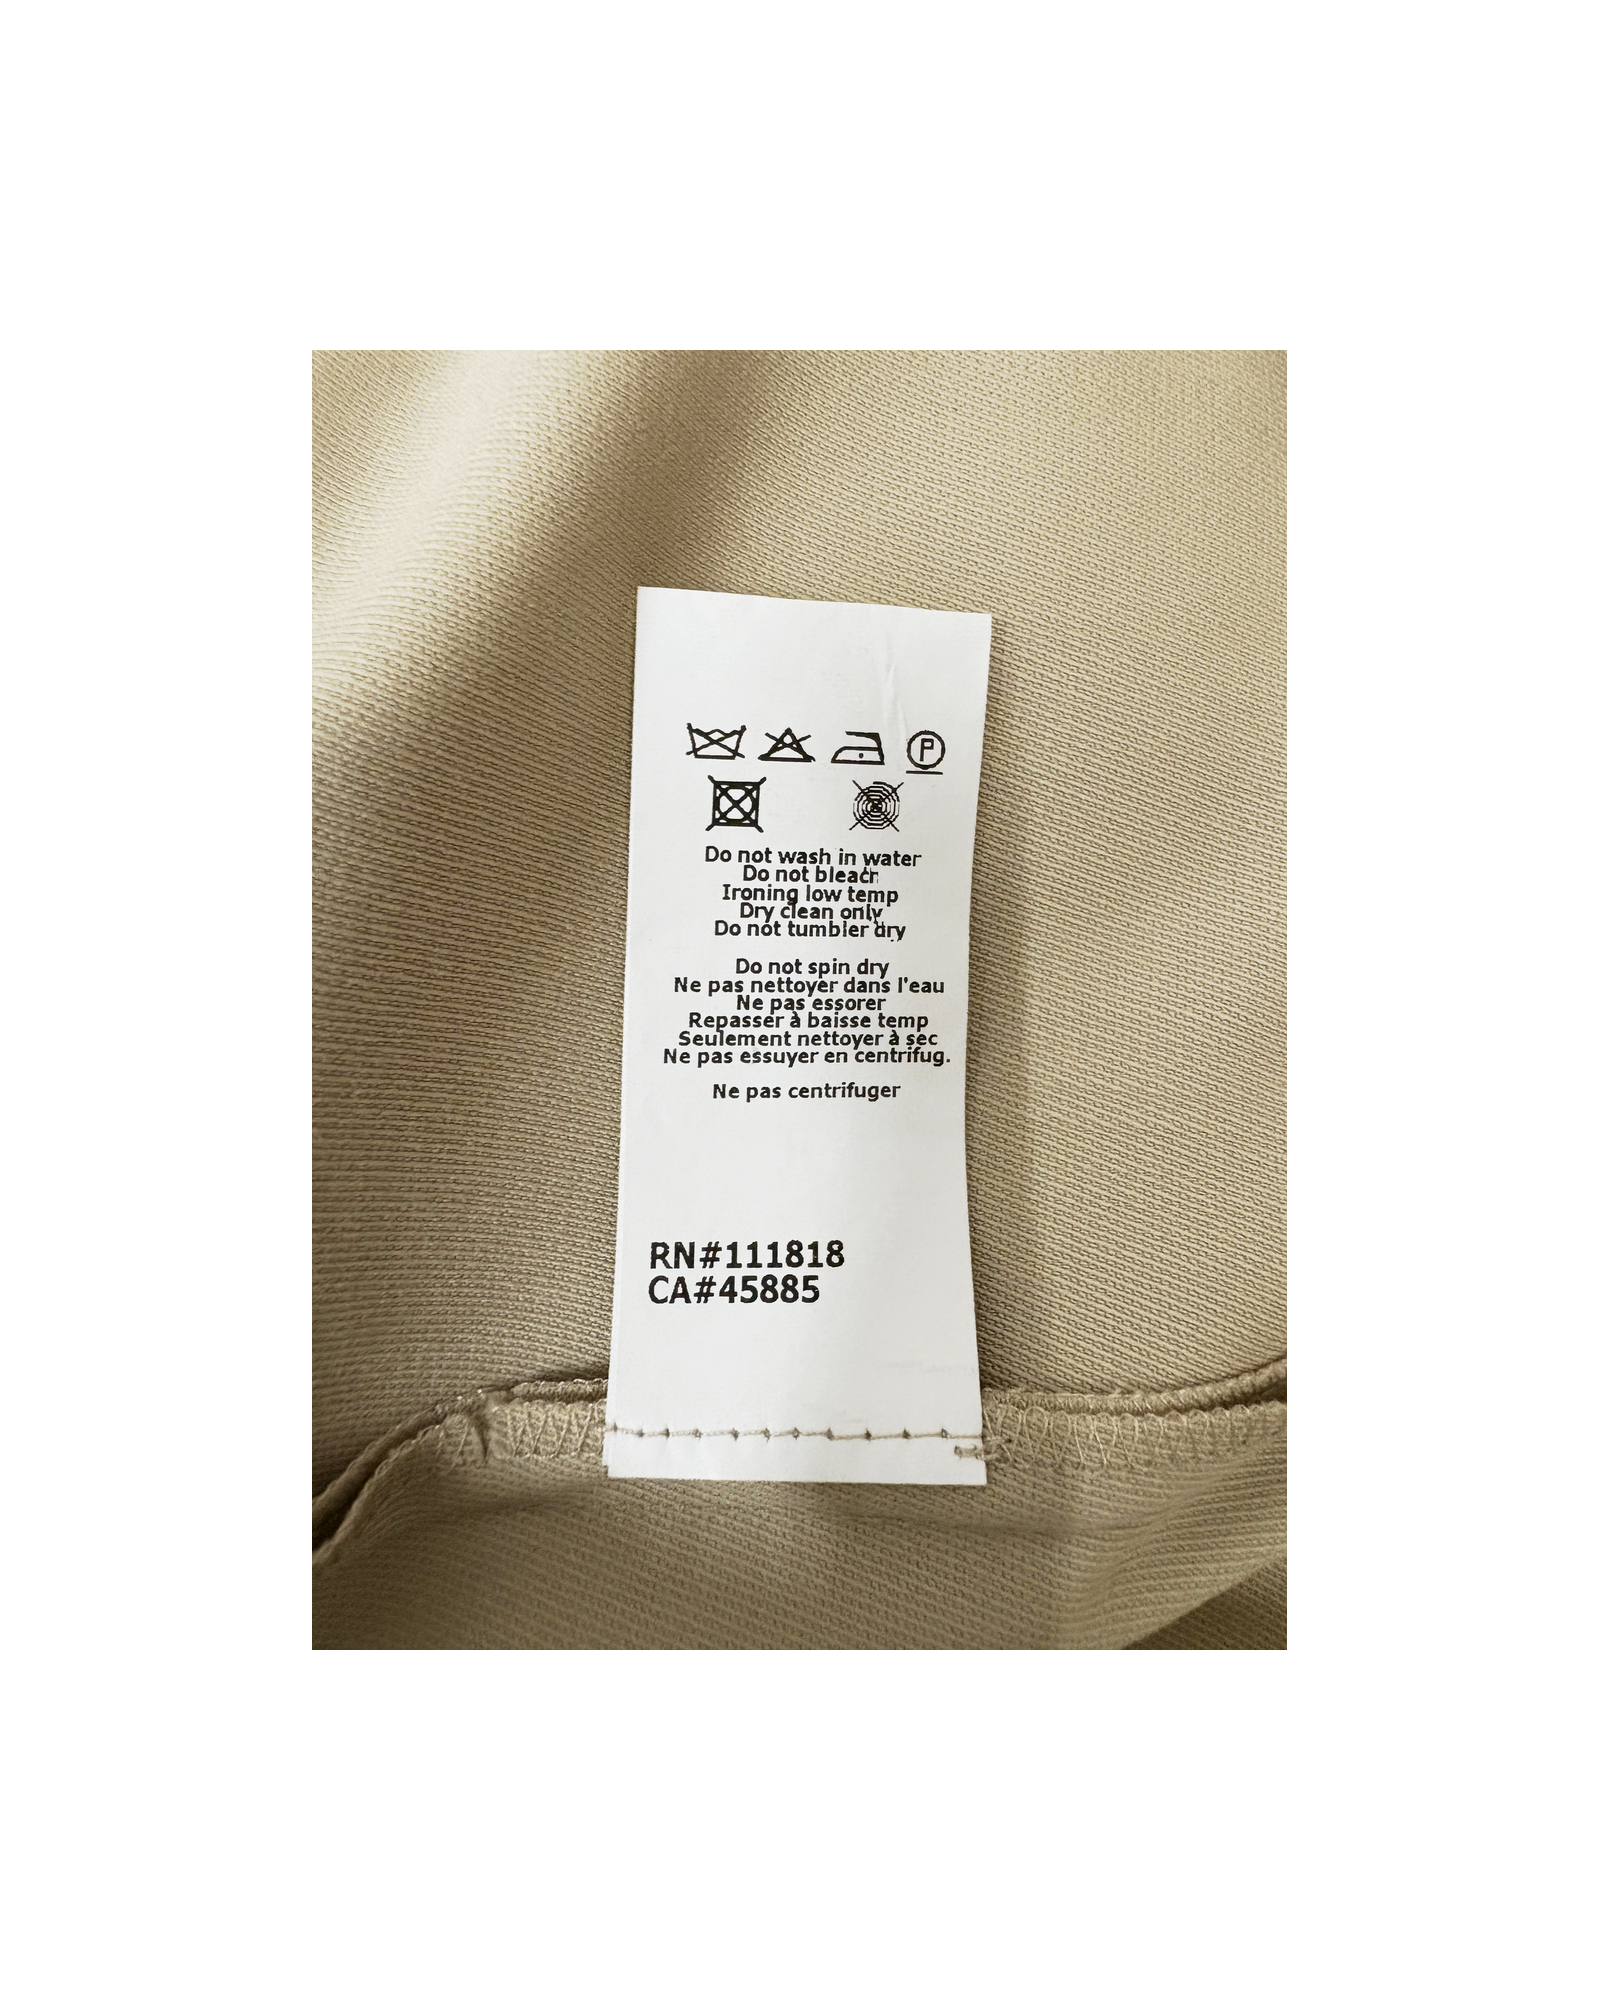 P
Do not wash in water
Do not bleach
Ironing low temp
Dry clean only
Do not tumbler dry
Do not spin dry
Ne pas nettoyer dans l'eau
Ne pas essorer
Repasser à baisse temp
Seulement nettoyer à sec
Ne pas essuyer en centrifug.
Ne pas centrifuger
RN#111818
CA#45885